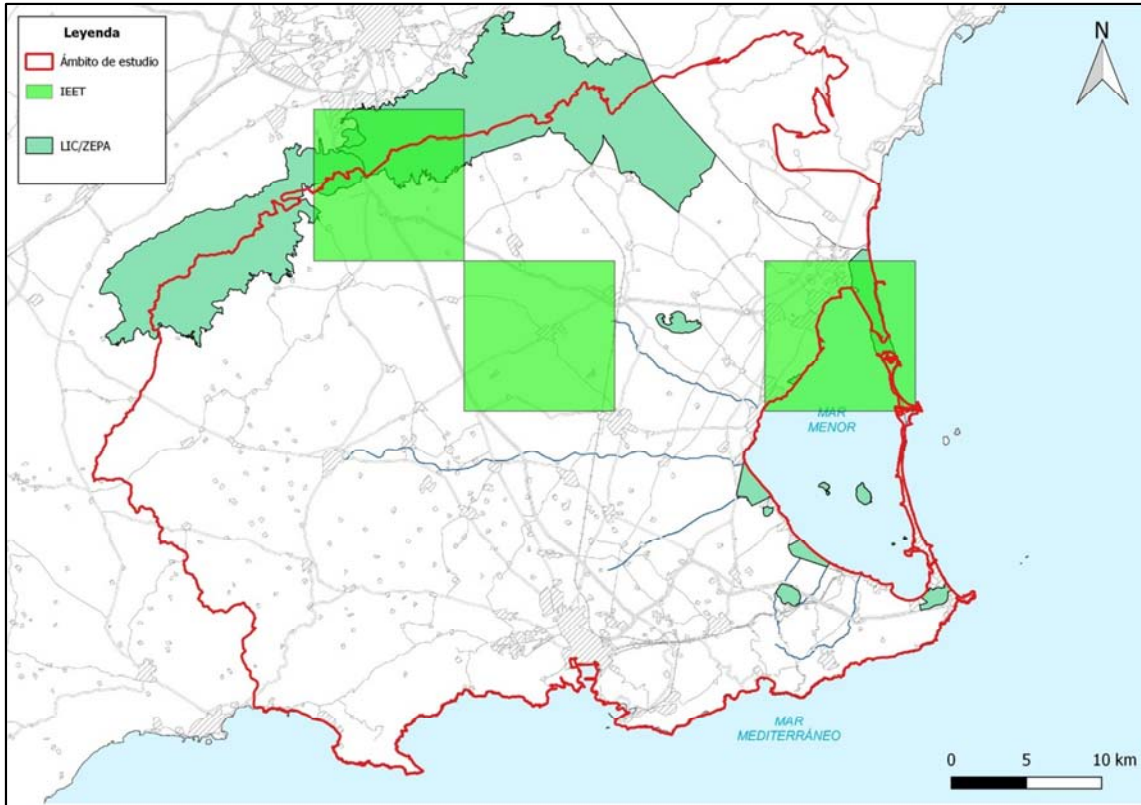 Leyenda
Ámbito de estudio
IEET
LIC/ZEPA
N
MAR
MENOR
MAR
MEDITERRÁNEO
0 5 10 km